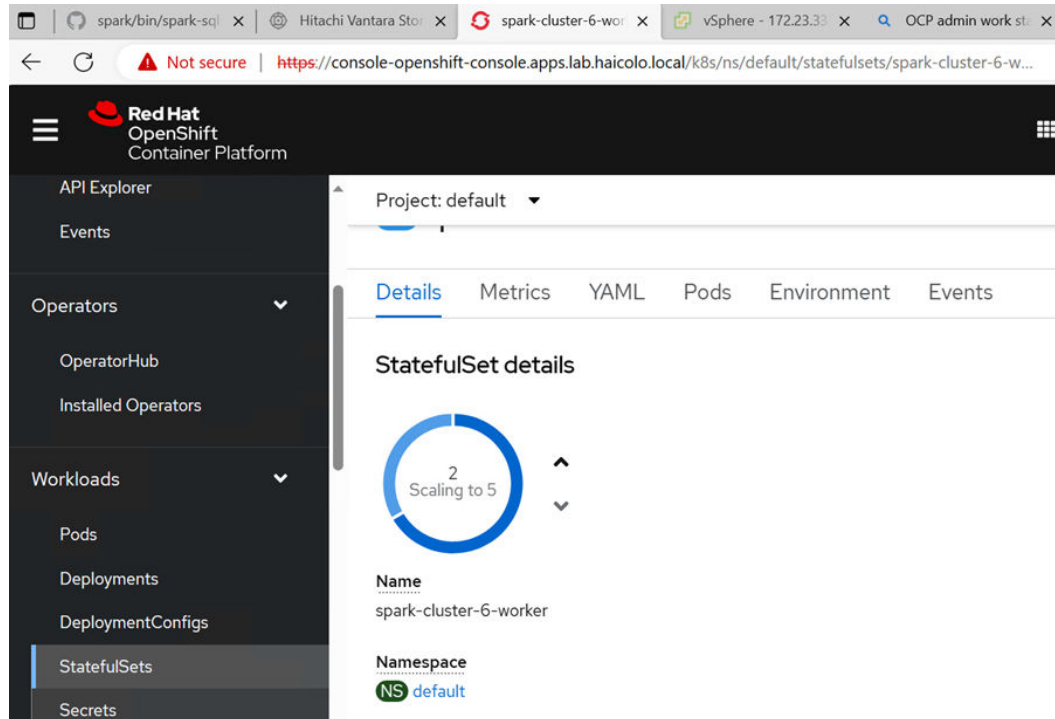 spark/bin/spark-sql
Hitachi Vantara Stor
spark-cluster-6-wor
vSphere - 172.23.33
OCP admin work sta
Not secure | https://console-openshift-console.apps.lab.haicolo.local/k8s/ns/default/statefulsets/spark-cluster-6-w...
Red Hat
OpenShift
Container Platform
API Explorer
Events
Operators
OperatorHub
Installed Operators
Workloads
Pods
Deployments
DeploymentConfigs
StatefulSets
Secrets
Project: default
Details Metrics YAML Pods Environment Events
StatefulSet details
2
Scaling to 5
Name
spark-cluster-6-worker
Namespace
NS default